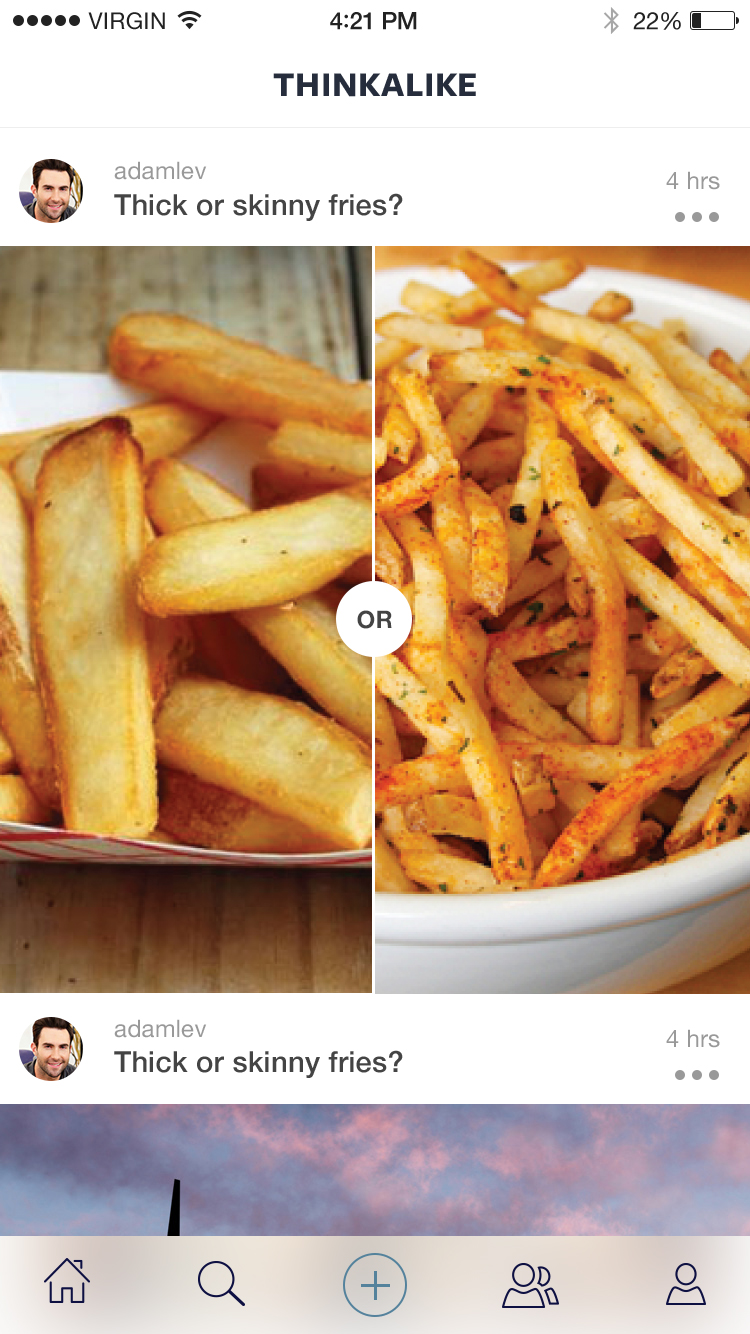 VIRGIN 4:21 PM 22%
THINKALIKE
adamlev
4 hrs
Thick or skinny fries?
OR
adamlev
4 hrs
Thick or skinny fries?